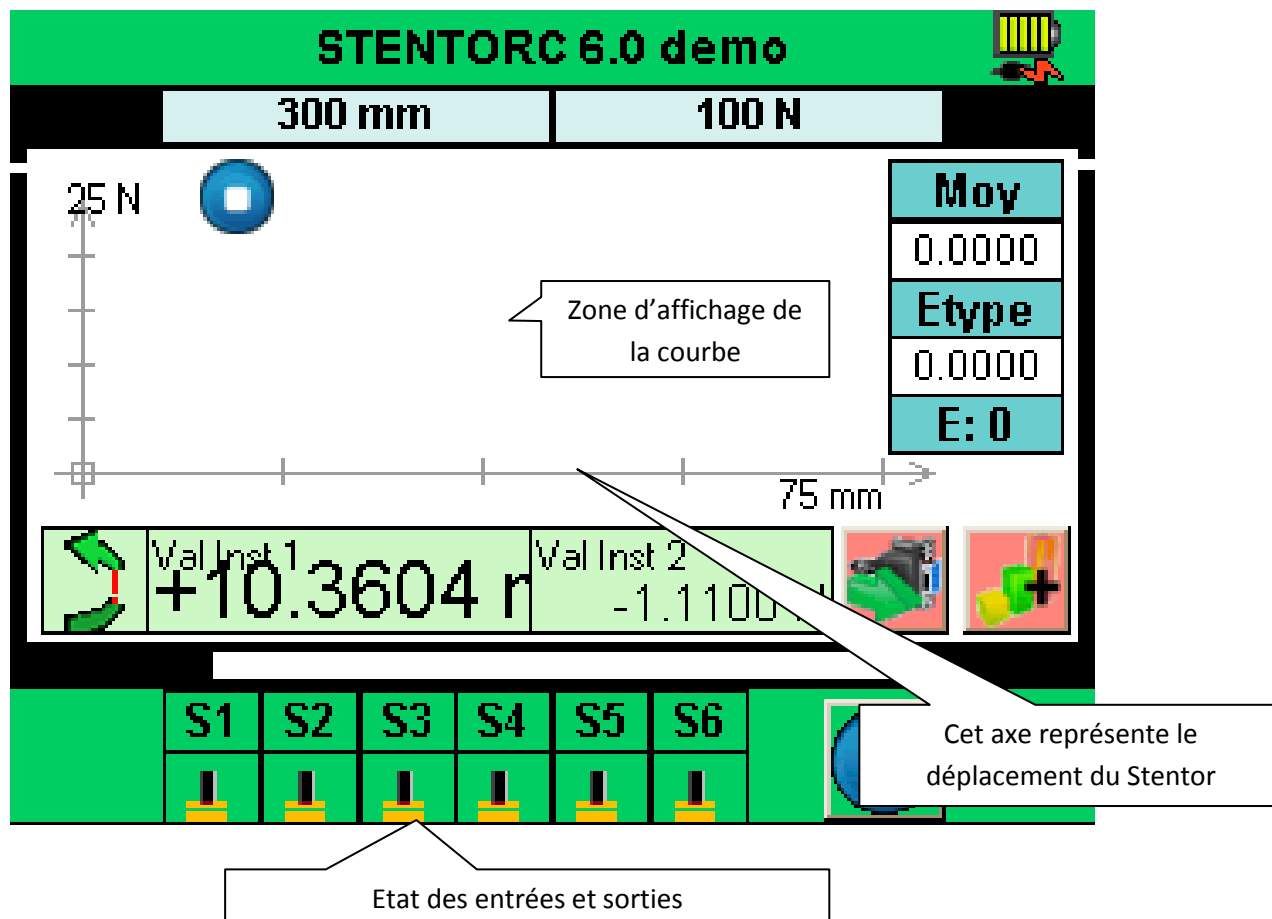 STENTORC 6.0 demo
300 mm 100 N
25 N
Moy
0.0000
Etype
0.0000
E: 0
Zone d'affichage de
la courbe
75 mm
Val Inst 1
+10.3604
Val Inst 2
-1.1100
S1 S2 S3 S4 S5 S6
Cet axe représente le
déplacement du Stentor
Etat des entrées et sorties